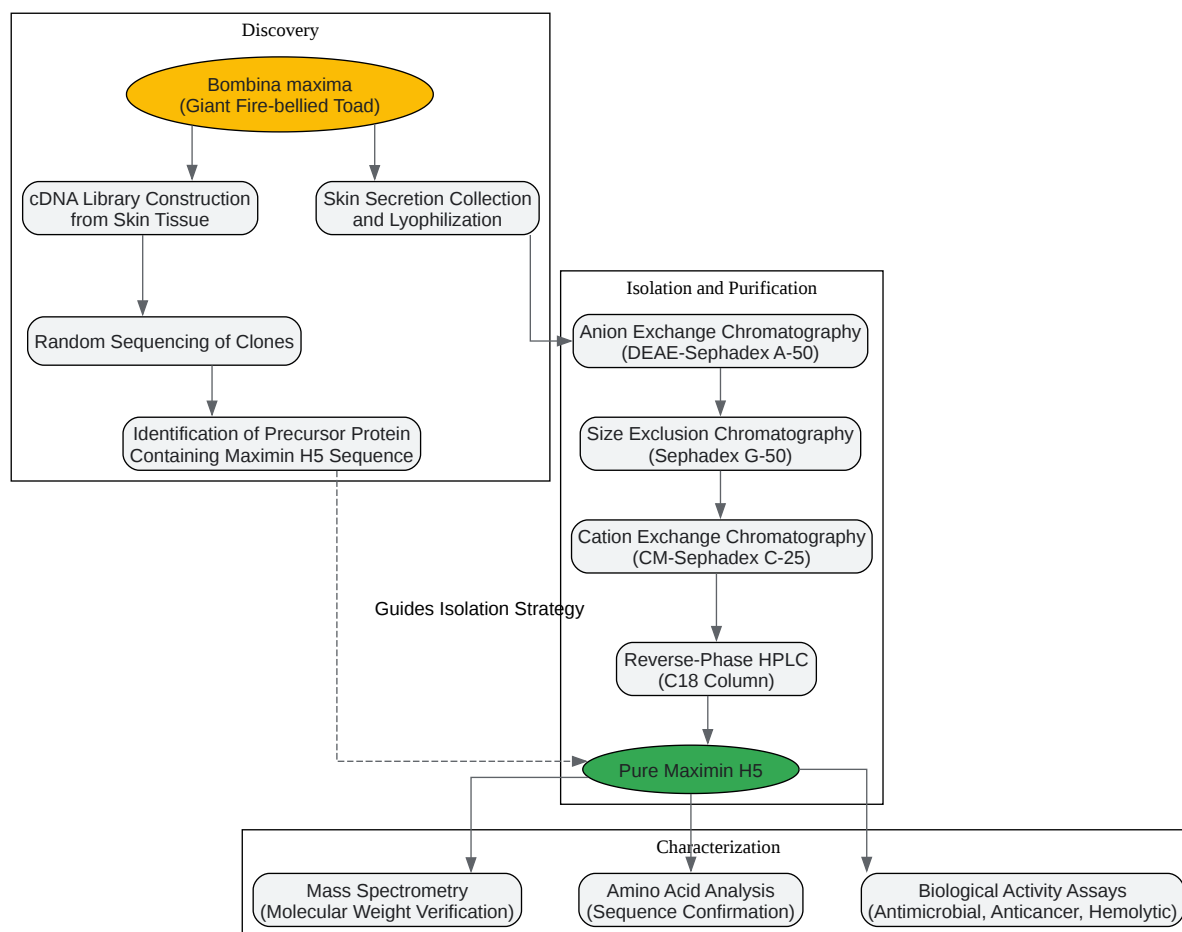 Discovery
Bombina maxima
(Giant Fire-bellied Toad)
cDNA Library Construction
from Skin Tissue
Skin Secretion Collection
and Lyophilization
Random Sequencing of Clones
Identification of Precursor Protein
Containing Maximin H5 Sequence
Isolation and Purification
Anion Exchange Chromatography
(DEAE-Sephadex A-50)
Size Exclusion Chromatography
(Sephadex G-50)
Cation Exchange Chromatography
(CM-Sephadex C-25)
Guides Isolation Strategy
Reverse-Phase HPLC
(C18 Column)
Pure Maximin H5
Characterization
Mass Spectrometry
(Molecular Weight Verification)
Amino Acid Analysis
(Sequence Confirmation)
Biological Activity Assays
(Antimicrobial, Anticancer, Hemolytic)